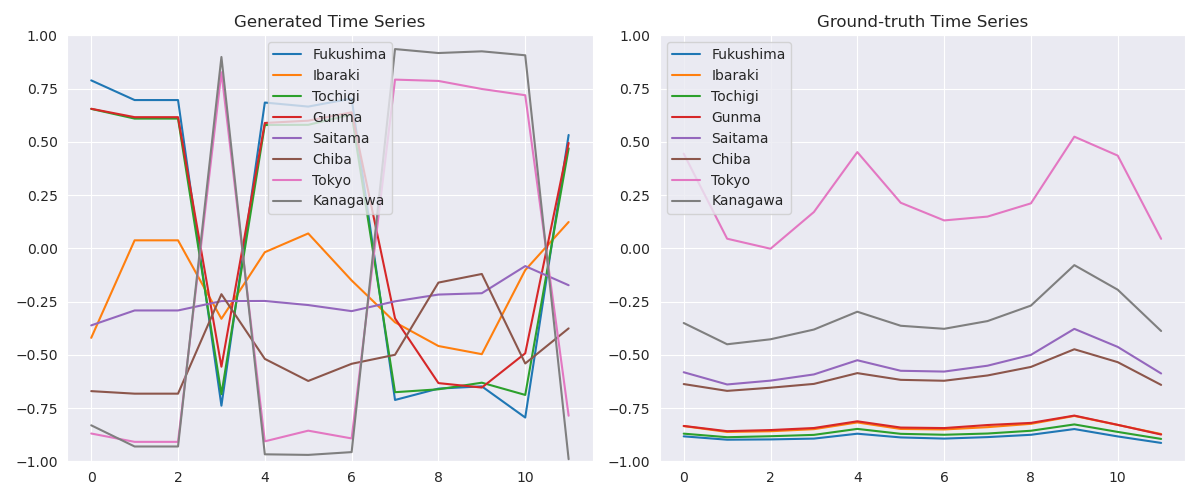 Generated Time Series
1.00
0.75
0.50
0.25
0.00
−0.25
−0.50
−0.75
−1.00
0
2
4
6
8
10
Fukushima
Ibaraki
Tochigi
Gunma
Saitama
Chiba
Tokyo
Kanagawa
Ground-truth Time Series
1.00
0.75
0.50
0.25
0.00
−0.25
−0.50
−0.75
−1.00
0
2
4
6
8
10
Fukushima
Ibaraki
Tochigi
Gunma
Saitama
Chiba
Tokyo
Kanagawa